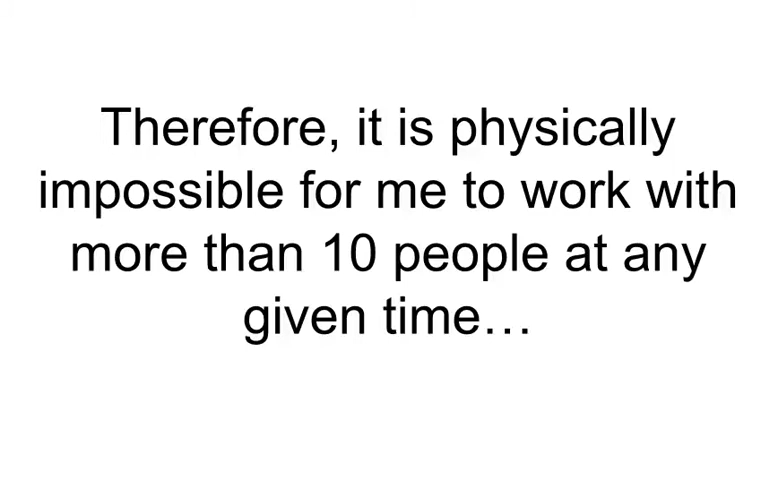 Therefore, it is physically
impossible for me to work with
more than 10 people at any
given time…